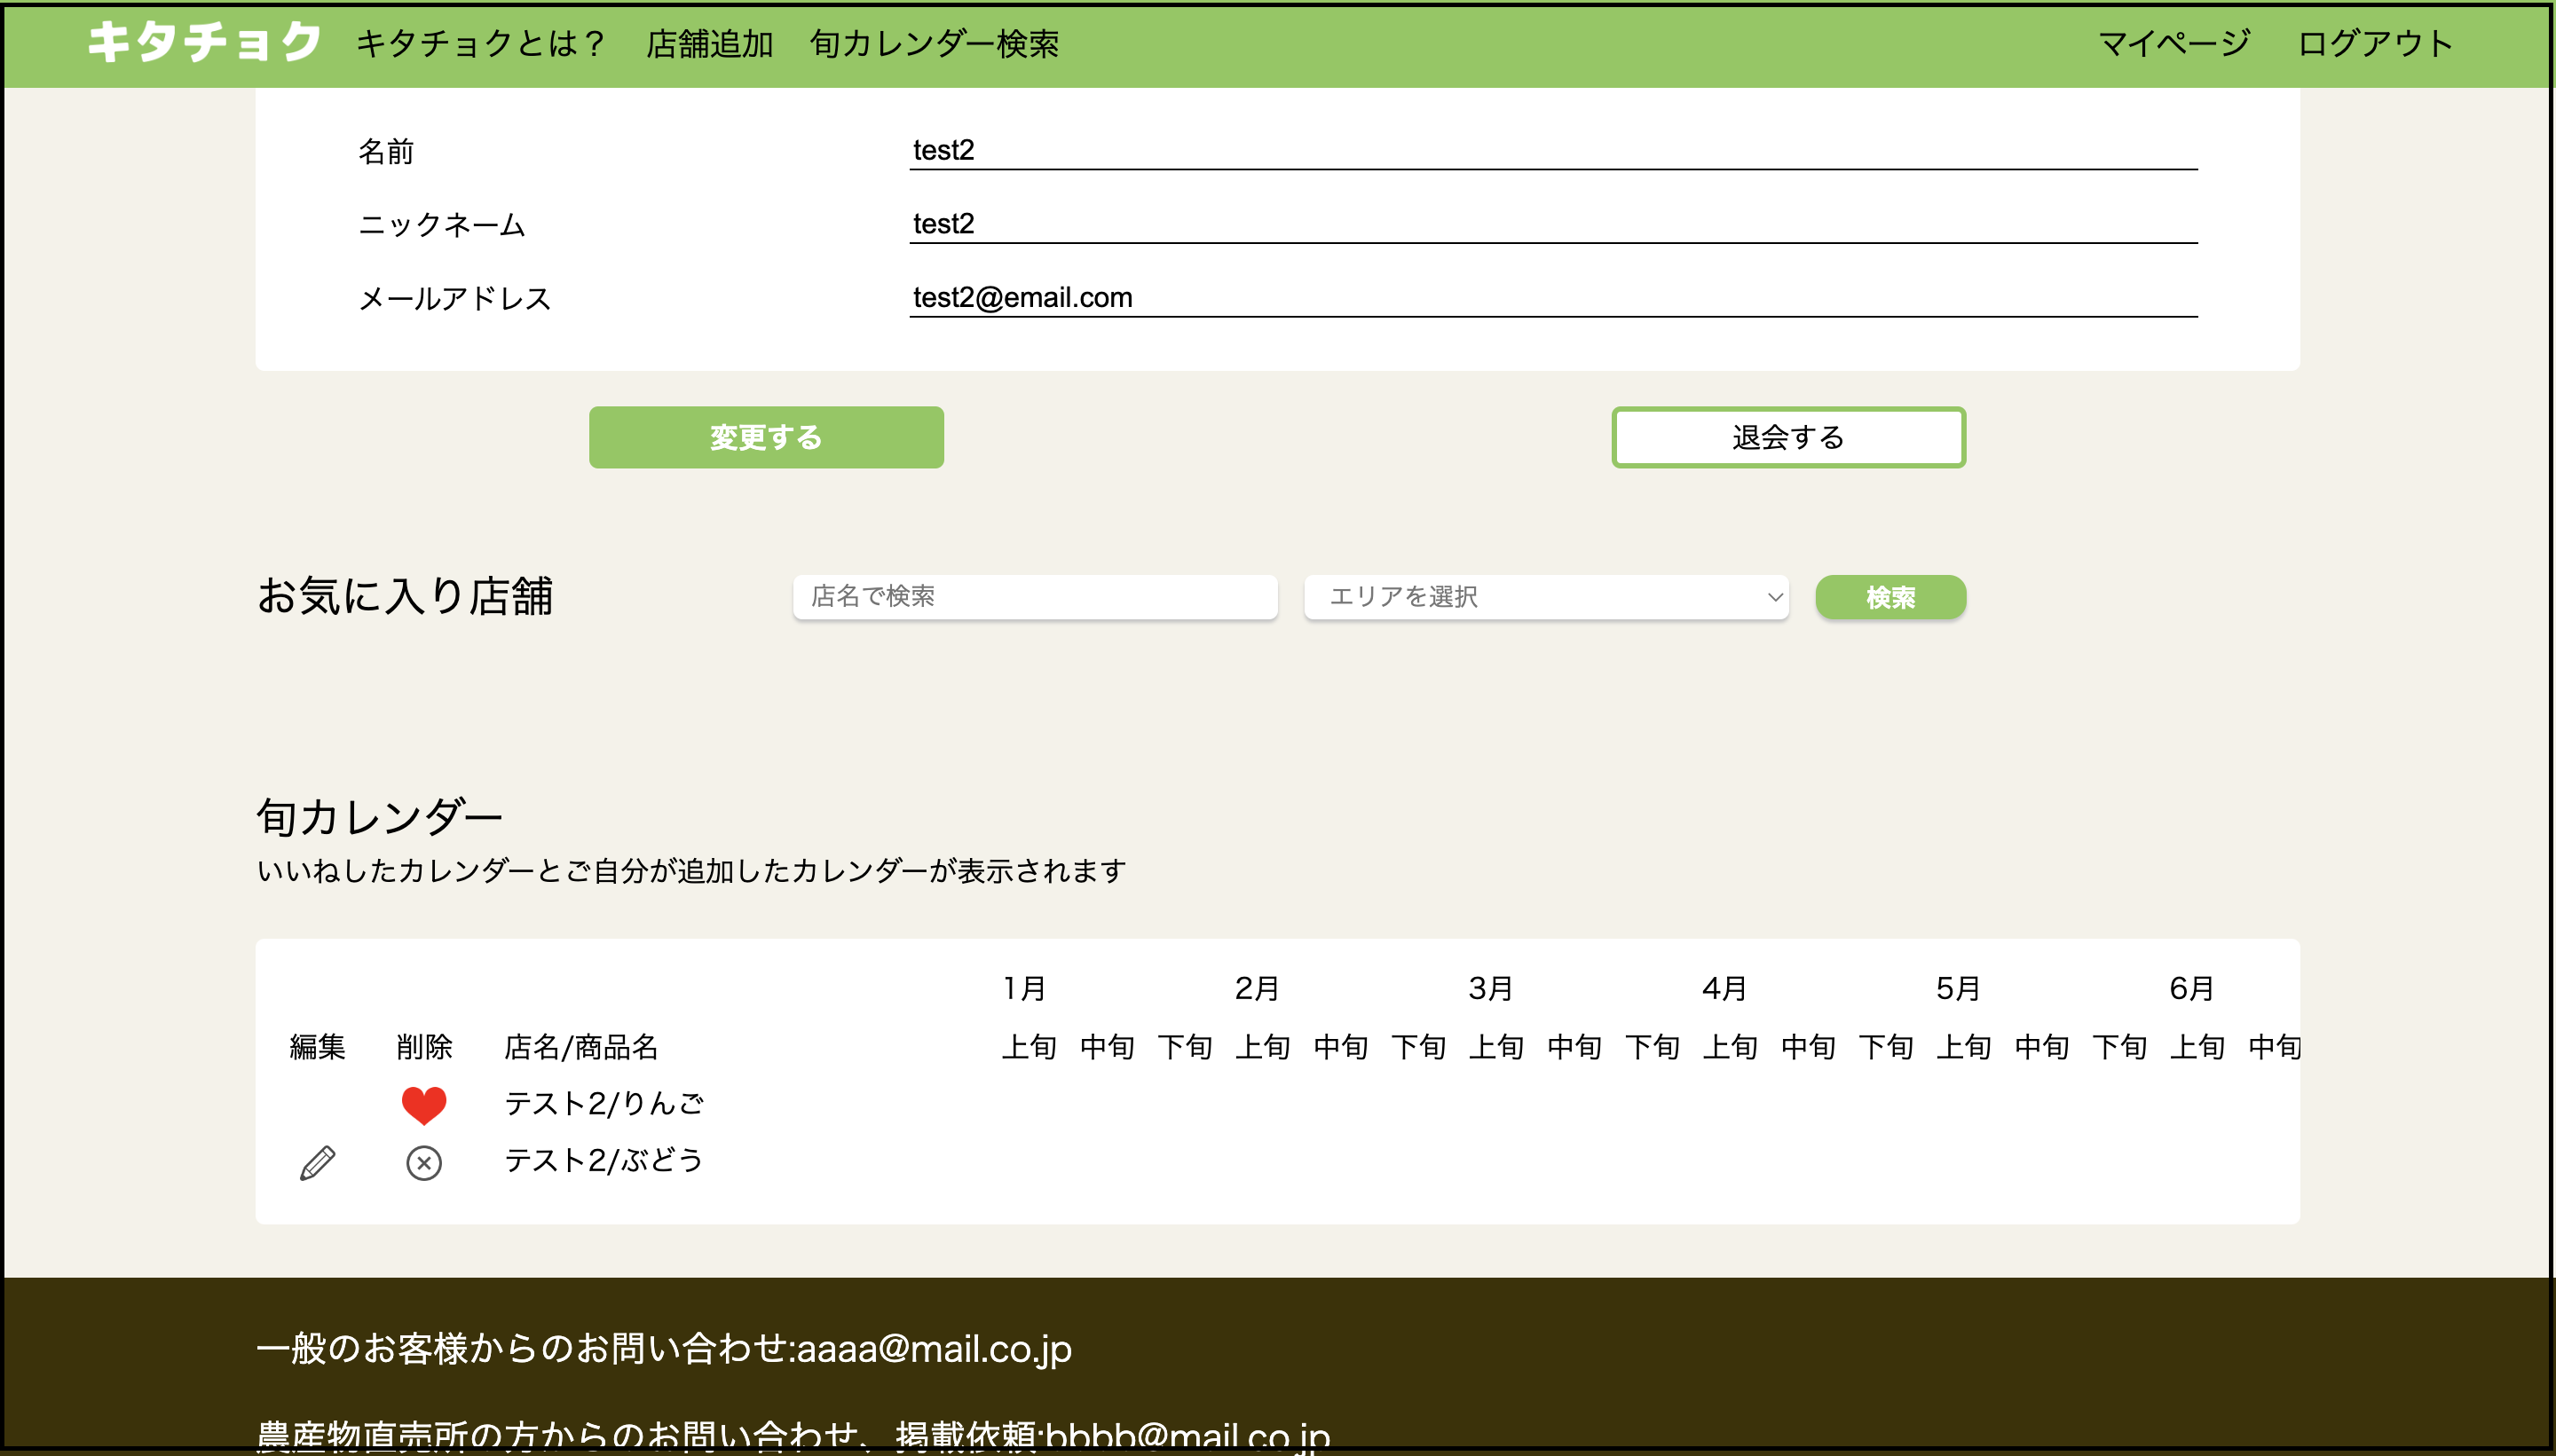 キタチョク キタチョクとは？ 店舗追加 旬カレンダー検索 マイページ ログアウト
名前 test2
ニックネーム test2
メールアドレス test2@email.com
変更する 退会する
お気に入り店舗 店名で検索 エリアを選択 検索
旬カレンダー
いいねしたカレンダーとご自分が追加したカレンダーが表示されます
1月 2月 3月 4月 5月 6月
編集 削除 店名/商品名 上旬 中旬 下旬 上旬 中旬 下旬 上旬 中旬 下旬 上旬 中旬 下旬 上旬 中旬 下旬 上旬 中旬
テスト2/りんご
テスト2/ぶどう
一般のお客様からのお問い合わせ:aaaa@mail.co.jp
農産物直売所の方からのお問い合わせ、掲載依頼:bbbb@mail.co.jp